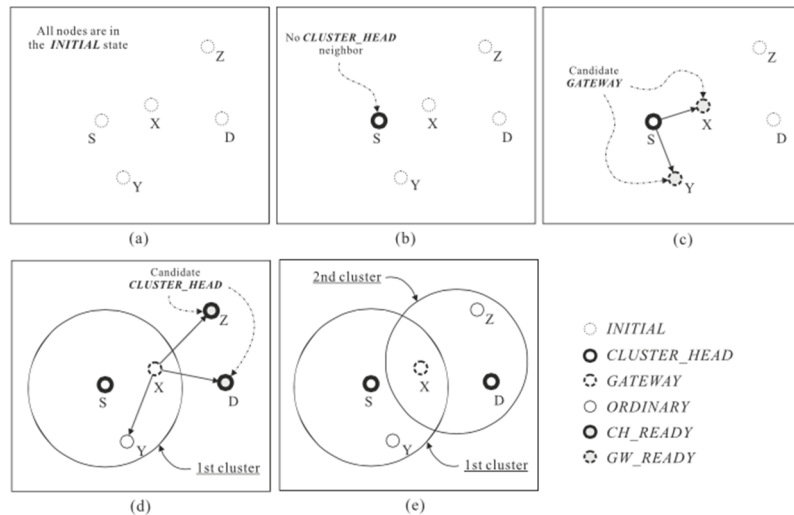 All nodes are in
the INITIAL state
Z
X
S
D
Y
(a)
No CLUSTER_HEAD
neighbor
Z
X
S
D
Y
(b)
Candidate
GATEWAY
Z
X
S
D
Y
(c)
Candidate
CLUSTER_HEAD
Z
X
S
D
Y
1st cluster
(d)
2nd cluster
Z
X
S
D
Y
1st cluster
(e)
INITIAL
CLUSTER_HEAD
GATEWAY
ORDINARY
CH_READY
GW_READY